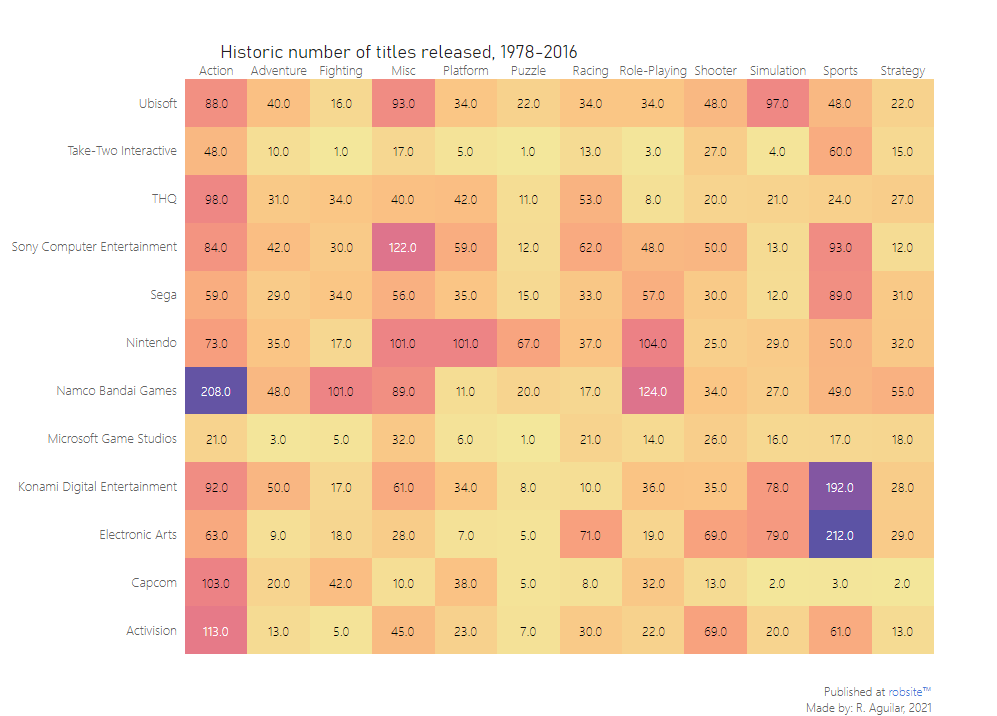 Historic number of titles released, 1978-2016
Action Adventure Fighting Misc Platform Puzzle Racing Role-Playing Shooter Simulation Sports Strategy
Ubisoft 88.0 40.0 16.0 93.0 34.0 22.0 34.0 34.0 48.0 97.0 48.0 22.0
Take-Two Interactive 48.0 10.0 1.0 17.0 5.0 1.0 13.0 3.0 27.0 4.0 60.0 15.0
THQ 98.0 31.0 34.0 40.0 42.0 11.0 53.0 8.0 20.0 21.0 24.0 27.0
Sony Computer Entertainment 84.0 42.0 30.0 122.0 59.0 12.0 62.0 48.0 50.0 13.0 93.0 12.0
Sega 59.0 29.0 34.0 56.0 35.0 15.0 33.0 57.0 30.0 12.0 89.0 31.0
Nintendo 73.0 35.0 17.0 101.0 101.0 67.0 37.0 104.0 25.0 29.0 50.0 32.0
Namco Bandai Games 208.0 48.0 101.0 89.0 11.0 20.0 17.0 124.0 34.0 27.0 49.0 55.0
Microsoft Game Studios 21.0 3.0 5.0 32.0 6.0 1.0 21.0 14.0 26.0 16.0 17.0 18.0
Konami Digital Entertainment 92.0 50.0 17.0 61.0 34.0 8.0 10.0 36.0 35.0 78.0 192.0 28.0
Electronic Arts 63.0 9.0 18.0 28.0 7.0 5.0 71.0 19.0 69.0 79.0 212.0 29.0
Capcom 103.0 20.0 42.0 10.0 38.0 5.0 8.0 32.0 13.0 2.0 3.0 2.0
Activision 113.0 13.0 5.0 45.0 23.0 7.0 30.0 22.0 69.0 20.0 61.0 13.0
Published at robsite™
Made by: R. Aguilar, 2021